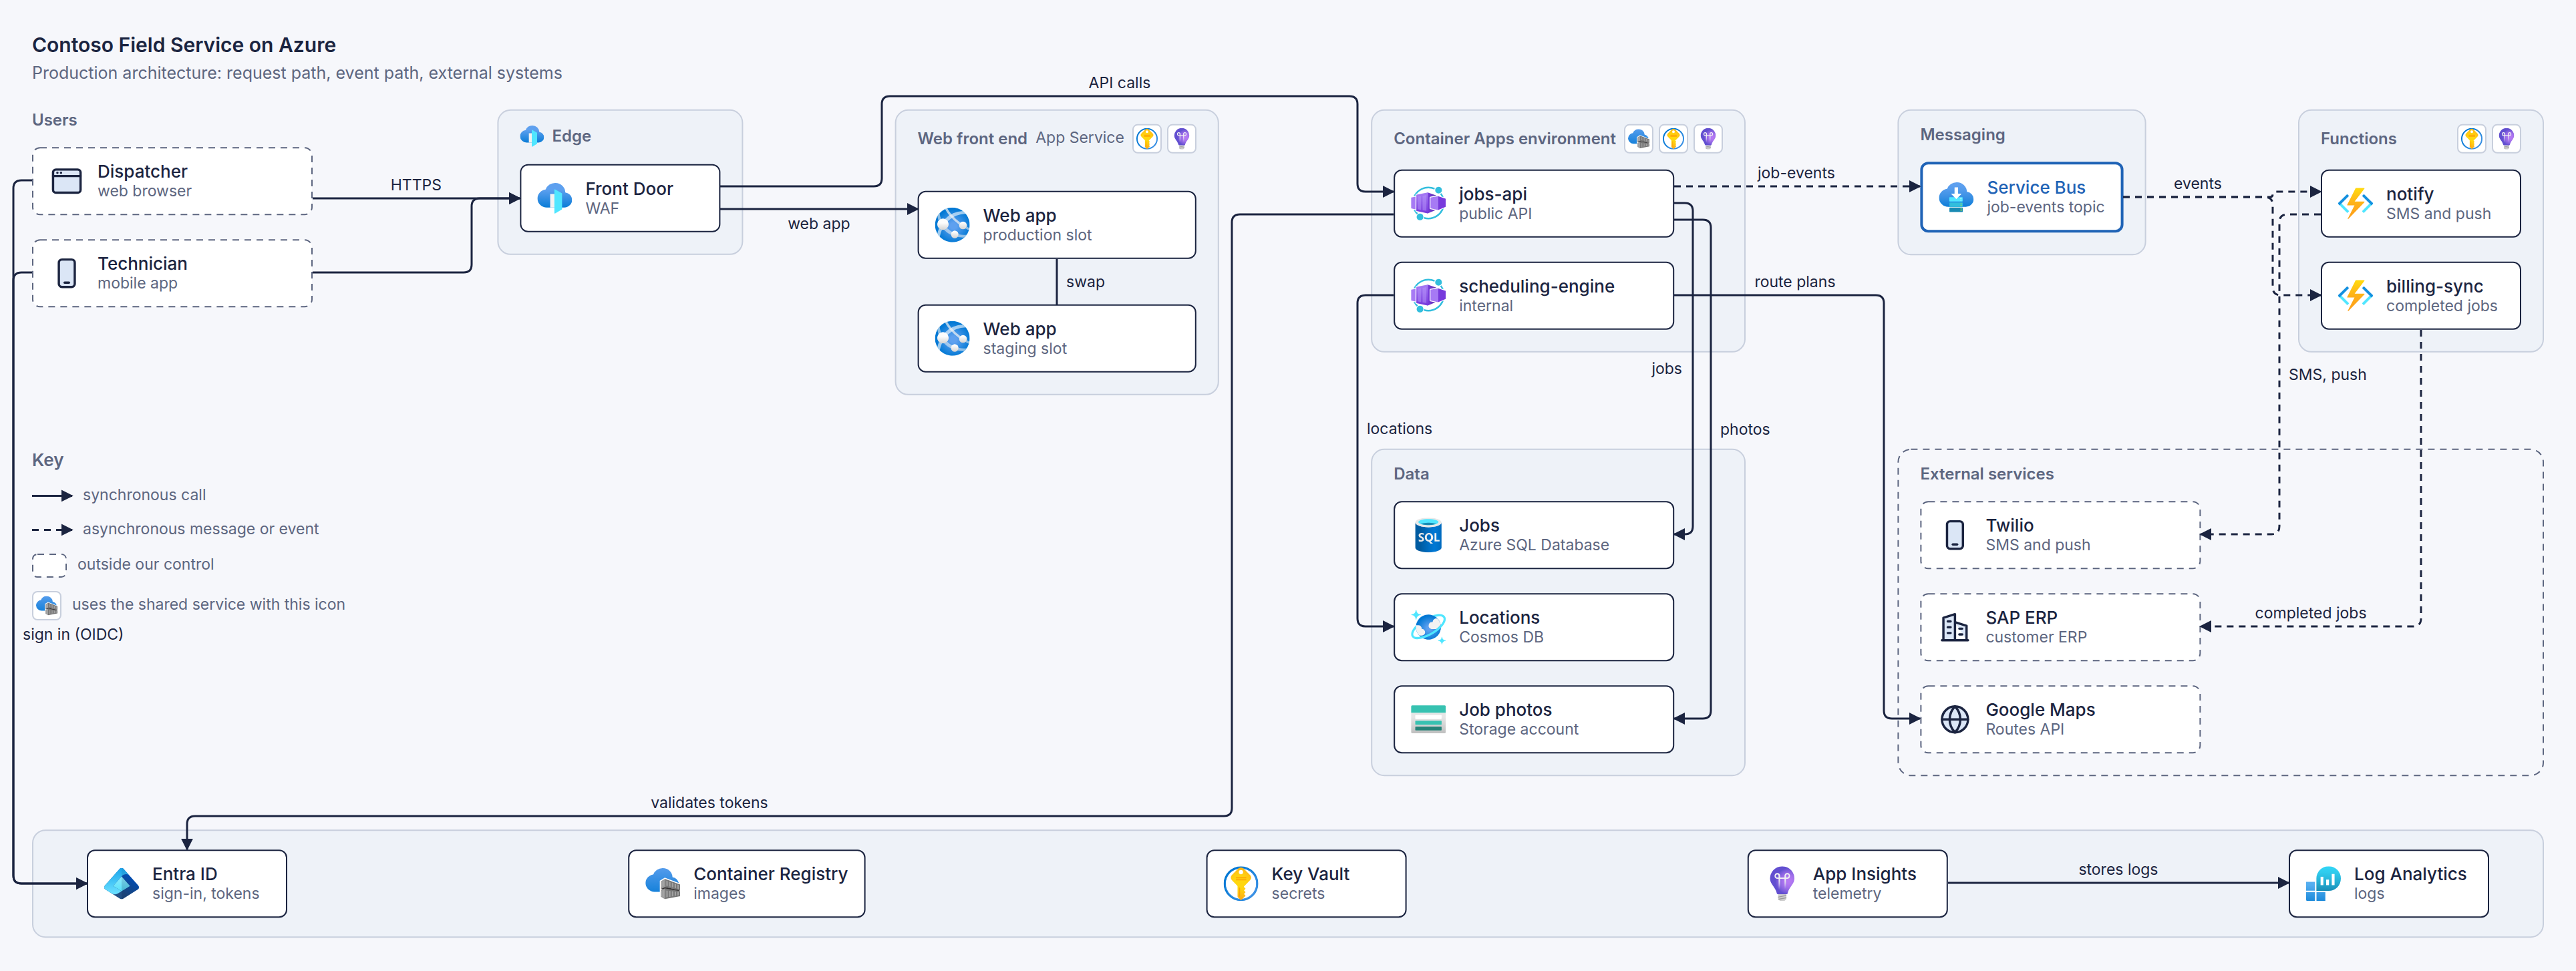 Contoso Field Service on Azure
Production architecture: request path, event path, external systems
Users
Dispatcher
web browser
Technician
mobile app
HTTPS
Edge
Front Door
WAF
API calls
web app
Web front end App Service
Web app
production slot
swap
Web app
staging slot
Container Apps environment
jobs-api
public API
scheduling-engine
internal
job-events
route plans
jobs
locations
photos
Messaging
Service Bus
job-events topic
events
Functions
notify
SMS and push
billing-sync
completed jobs
SMS, push
Key
synchronous call
asynchronous message or event
outside our control
uses the shared service with this icon
sign in (OIDC)
Data
Jobs
SQL
Azure SQL Database
Locations
Cosmos DB
Job photos
Storage account
External services
Twilio
SMS and push
SAP ERP
customer ERP
completed jobs
Google Maps
Routes API
validates tokens
Entra ID
sign-in, tokens
Container Registry
images
Key Vault
secrets
App Insights
telemetry
stores logs
Log Analytics
logs